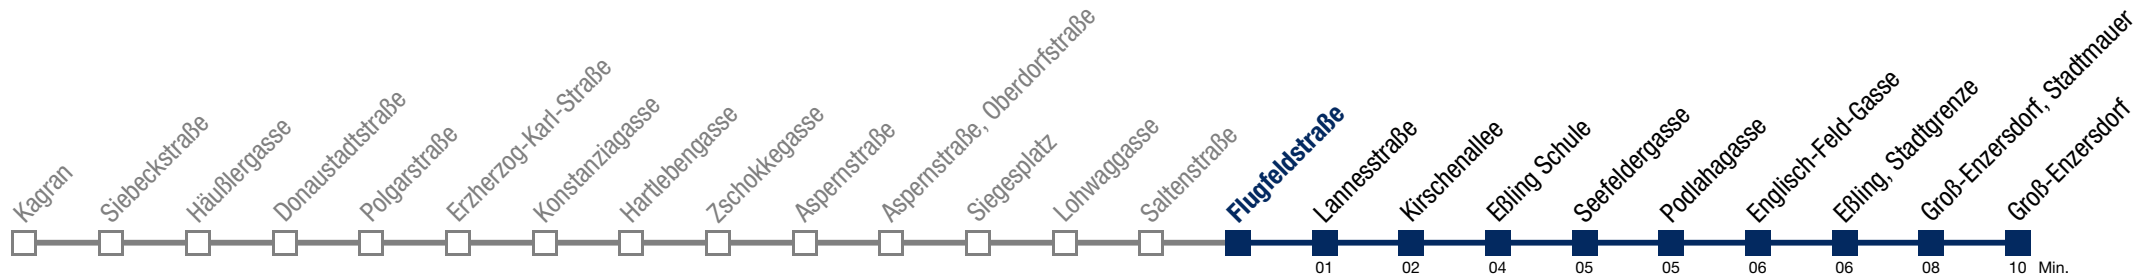 Kagran
Siebeckstraße
Häußlergasse
Donaustadtstraße
Polgarstraße
Erzherzog-Karl-Straße
Konstanziagasse
Hartlebengasse
Zschokkegasse
Aspernstraße
Aspernstraße, Oberdorfstraße
Siegesplatz
Lohwaggasse
Saltenstraße
Flugfeldstraße
Lannesstraße
Kirschenallee
Eßling Schule
Seefeldergasse
Podlahagasse
Englisch-Feld-Gasse
Eßling, Stadtgrenze
Groß-Enzersdorf, Stadtmauer
Groß-Enzersdorf
01 02 04 05 05 06 06 08 10 Min.